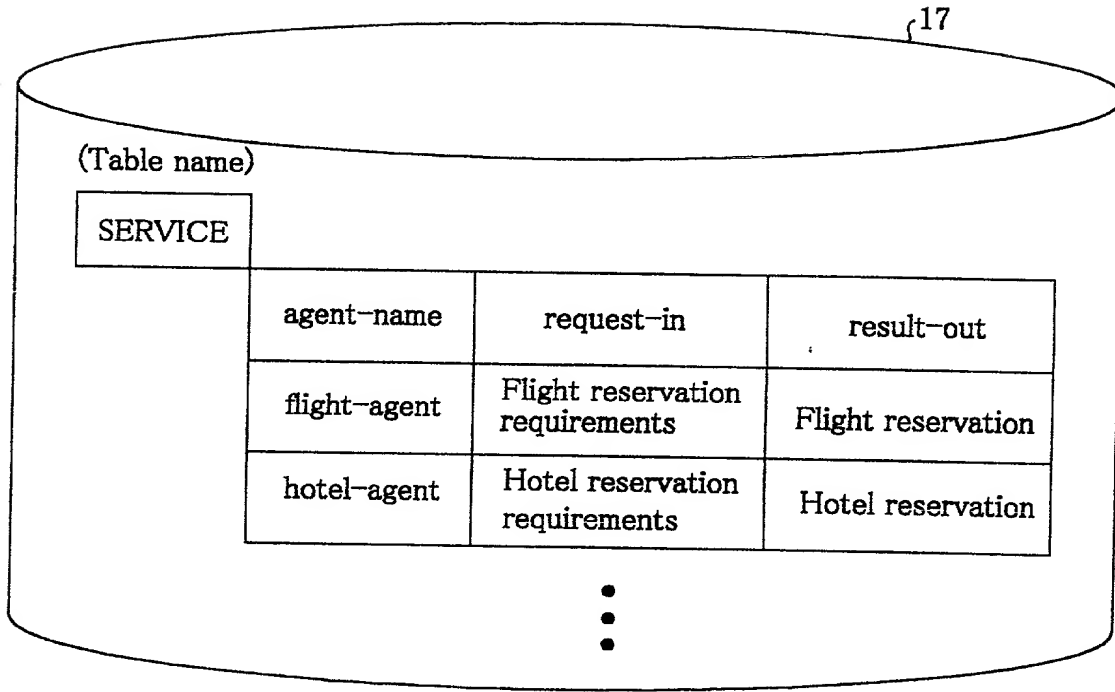 17
(Table name)
SERVICE
agent-name request-in result-out
flight-agent Flight reservation requirements Flight reservation
hotel-agent Hotel reservation requirements Hotel reservation